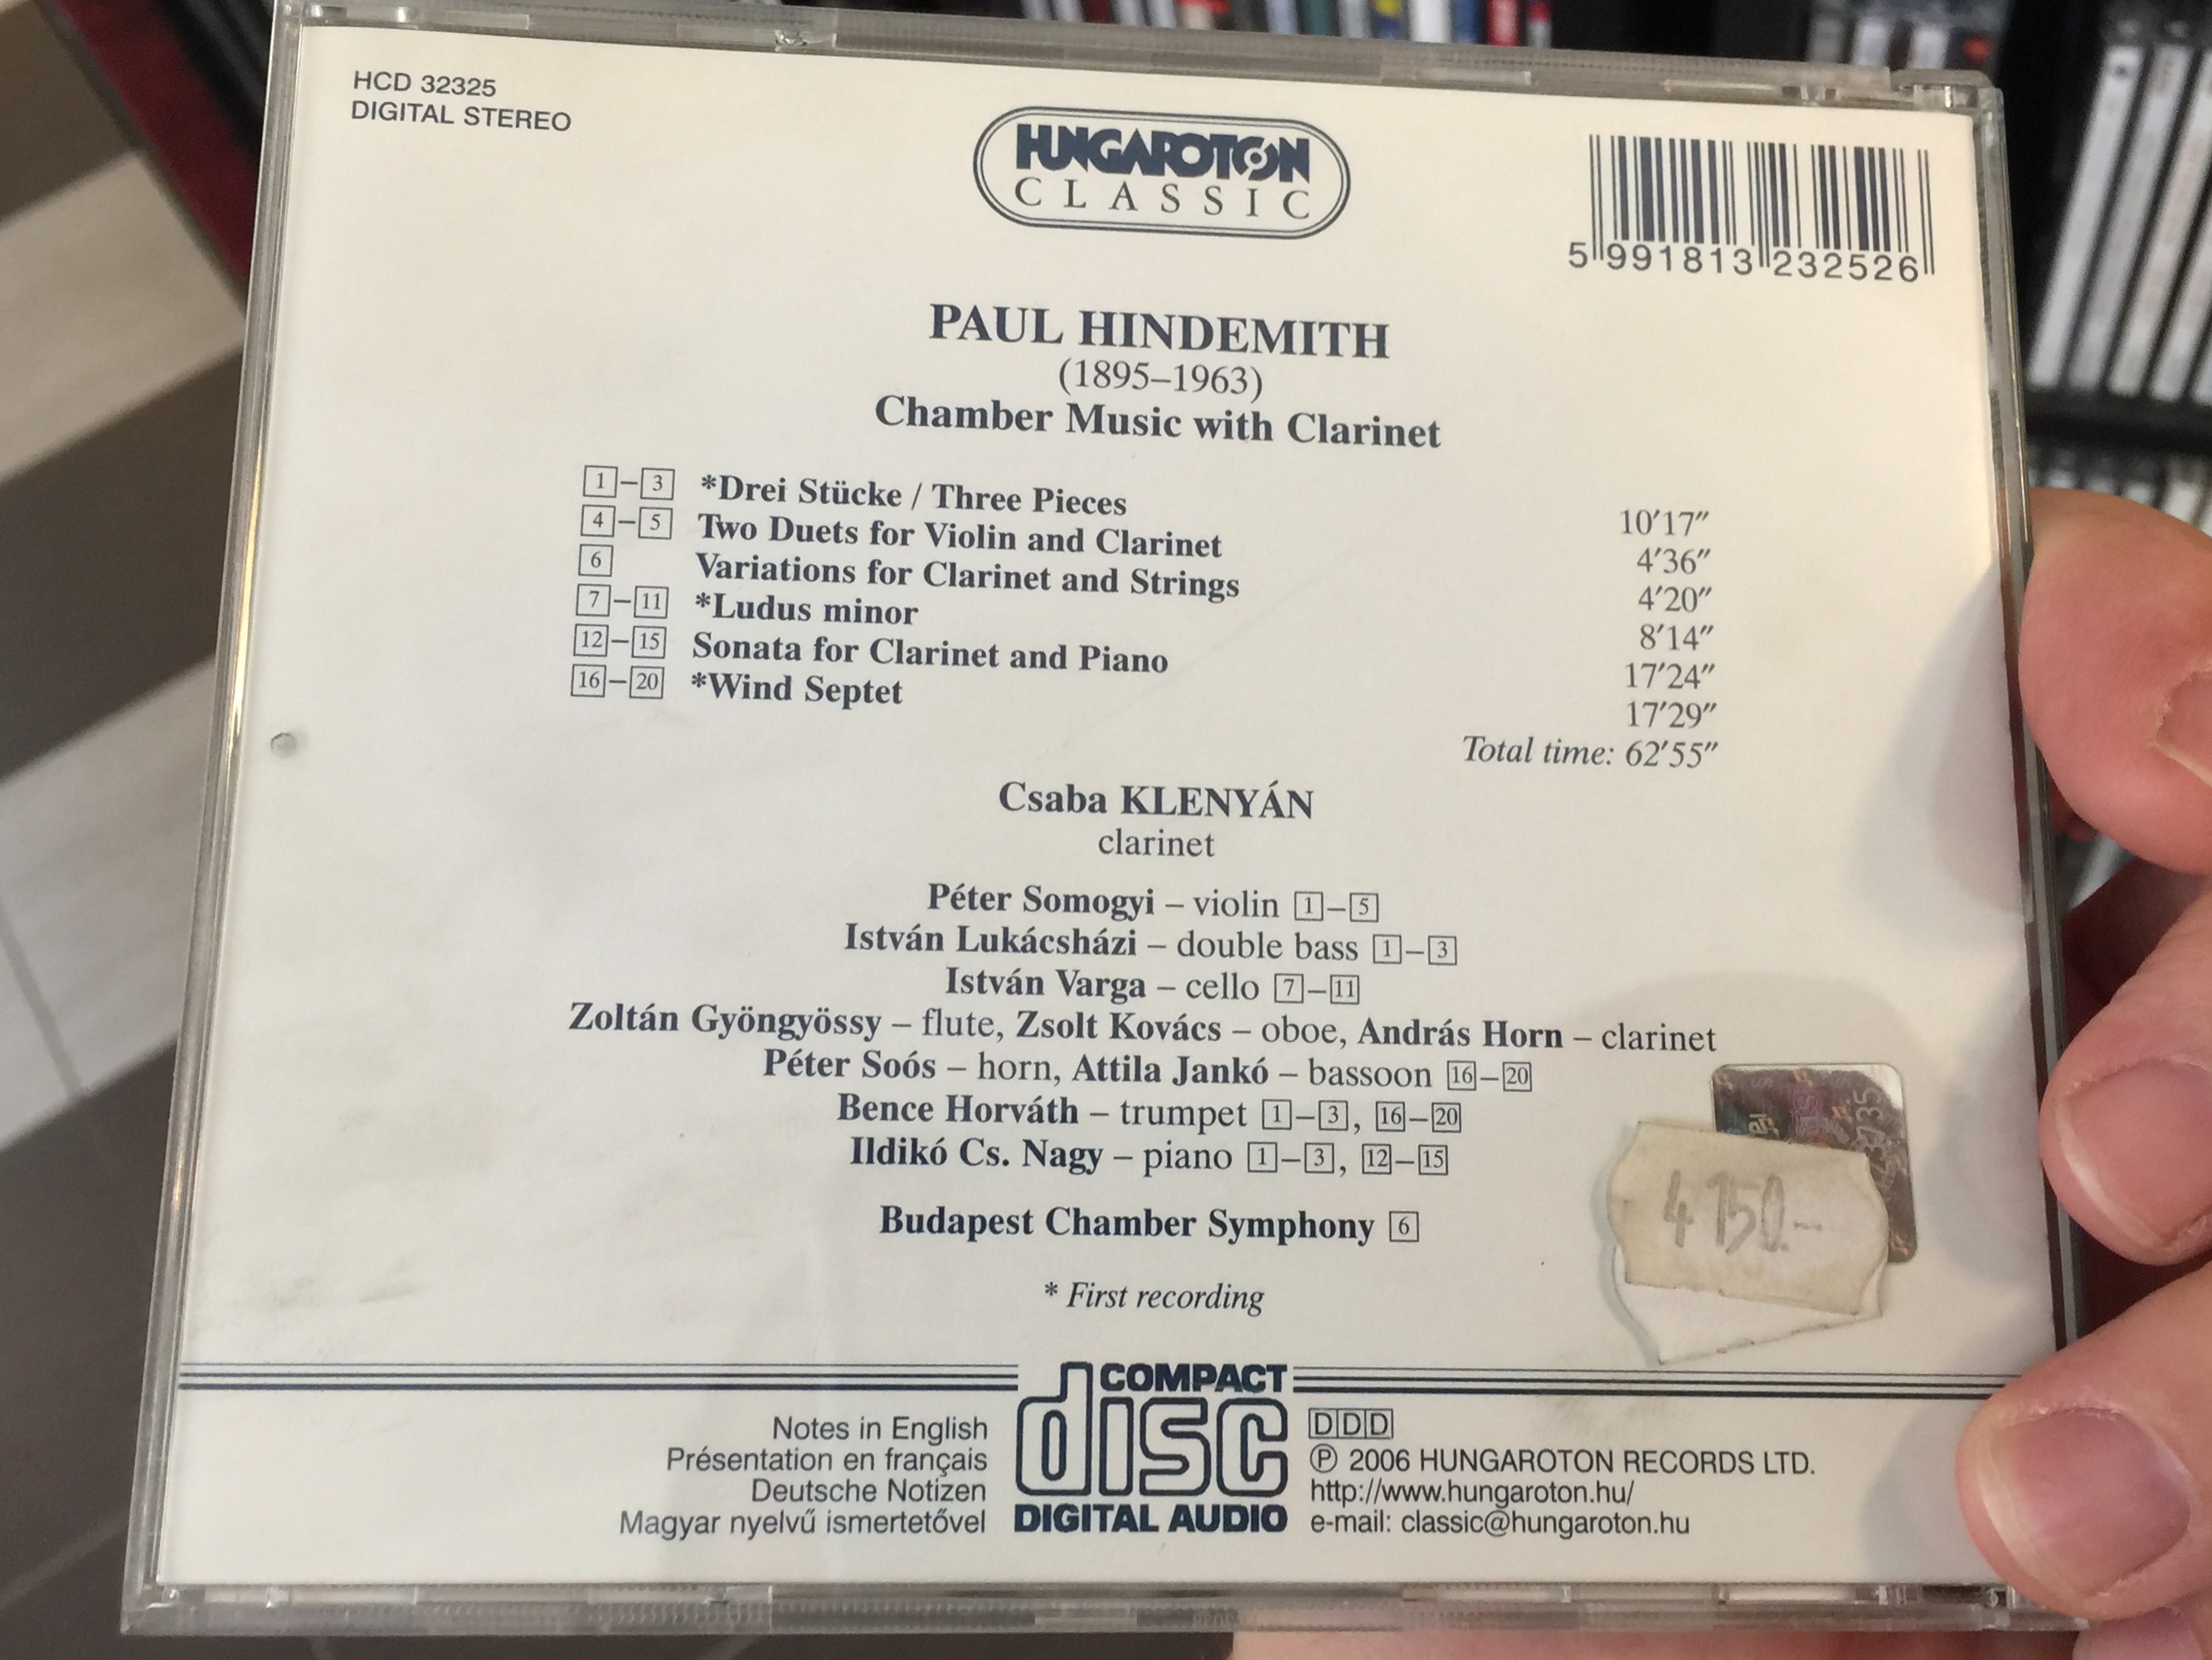 HCD 32325
DIGITAL STEREO
HUNGAROTON
CLASSIC
5 991813 232526
PAUL HINDEMITH
(1895–1963)
Chamber Music with Clarinet
1–3 *Drei Stücke / Three Pieces 10′17″
4–5 Two Duets for Violin and Clarinet 4′36″
6 Variations for Clarinet and Strings 4′20″
7–11 *Ludus minor 8′14″
12–15 Sonata for Clarinet and Piano 17′24″
16–20 *Wind Septet 17′29″
Total time: 62′55″
Csaba KLENYÁN
clarinet
Péter Somogyi – violin 1–5
István Lukácsházi – double bass 1–3
István Varga – cello 7–11
Zoltán Gyöngyössy – flute, Zsolt Kovács – oboe, András Horn – clarinet
Péter Soós – horn, Attila Jankó – bassoon 16–20
Bence Horváth – trumpet 1–3, 16–20
Ildikó Cs. Nagy – piano 1–3, 12–15
Budapest Chamber Symphony 6
4150.-
* First recording
Notes in English
Présentation en français
Deutsche Notizen
Magyar nyelvű ismertetővel
COMPACT
disc
DIGITAL AUDIO
DDD
℗ 2006 HUNGAROTON RECORDS LTD.
http://www.hungaroton.hu/
e-mail: classic@hungaroton.hu